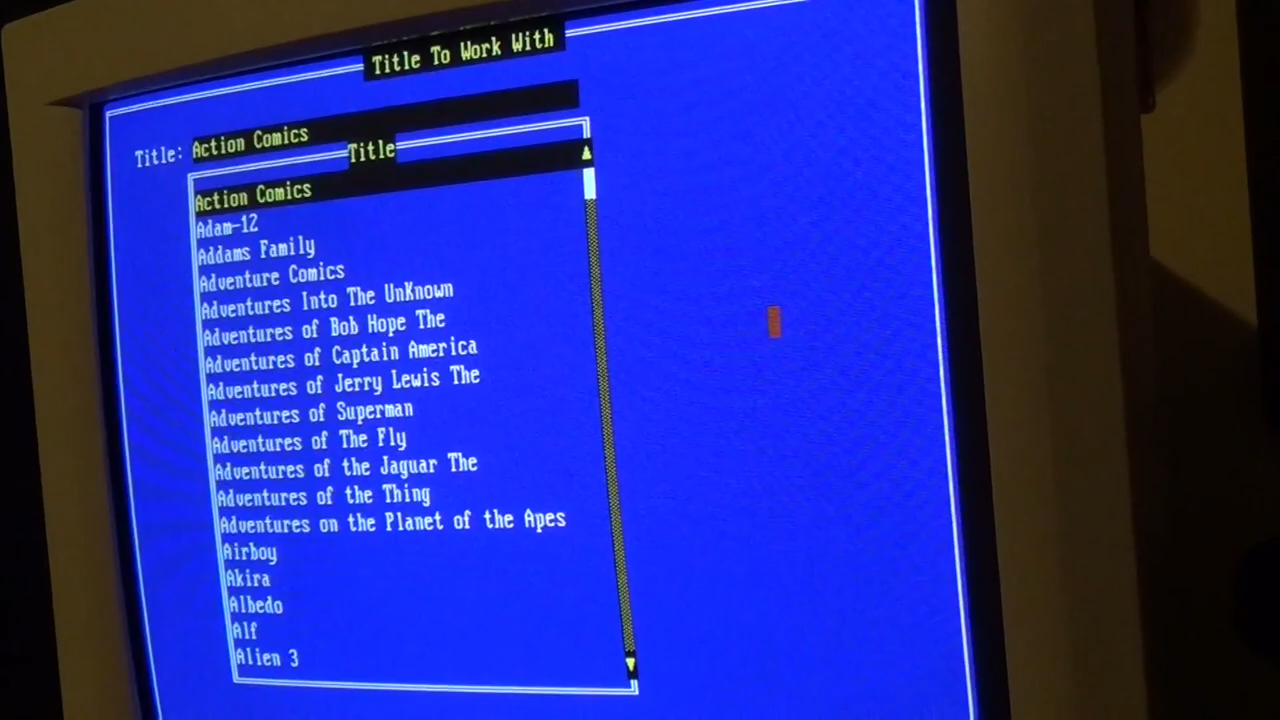 Title To Work With
Title: Action Comics
Title
Action Comics
Adam-12
Addams Family
Adventure Comics
Adventures Into The UnKnown
Adventures of Bob Hope The
Adventures of Captain America
Adventures of Jerry Lewis The
Adventures of Superman
Adventures of The Fly
Adventures of the Jaguar The
Adventures of the Thing
Adventures on the Planet of the Apes
Airboy
Akira
Albedo
Alf
Alien 3